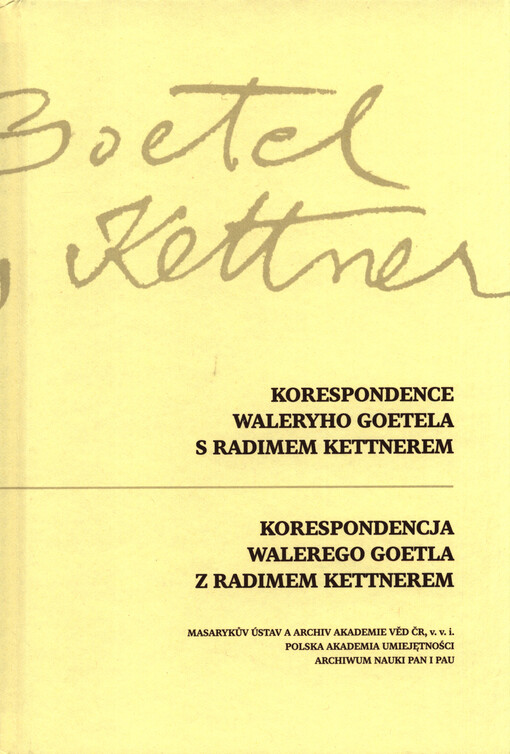 Goetel
Kettner
KORESPONDENCE
WALERYHO GOETELA
S RADIMEM KETTNEREM
KORESPONDENCJA
WALEREGO GOETLA
Z RADIMEM KETTNEREM
MASARYKŮV ÚSTAV A ARCHIV AKADEMIE VĚD ČR, v. v. i.
POLSKA AKADEMIA UMIEJĘTNOŚCI
ARCHIWUM NAUKI PAN I PAU